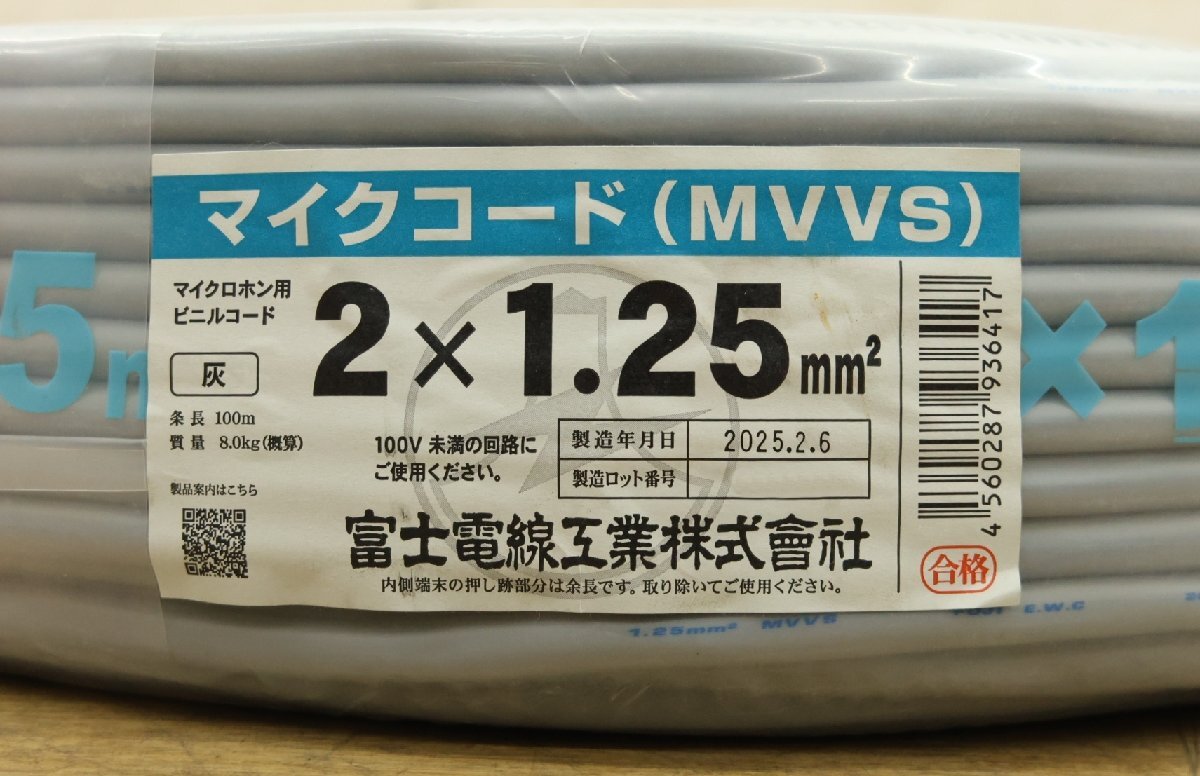 マイクコード(MVVS)
マイクロホン用
ビニルコード
2×1.25mm²
灰
条長 100m
質量 8.0kg(概算)
100V 未満の回路に
ご使用ください。
製造年月日 2025.2.6
製造ロット番号
製品案内はこちら
富士電線工業株式會社
内側端末の押し跡部分は余長です。取り除いてご使用ください。
4560287936417
合格
5m
×1
1.25mm² MVVS
E.W.C